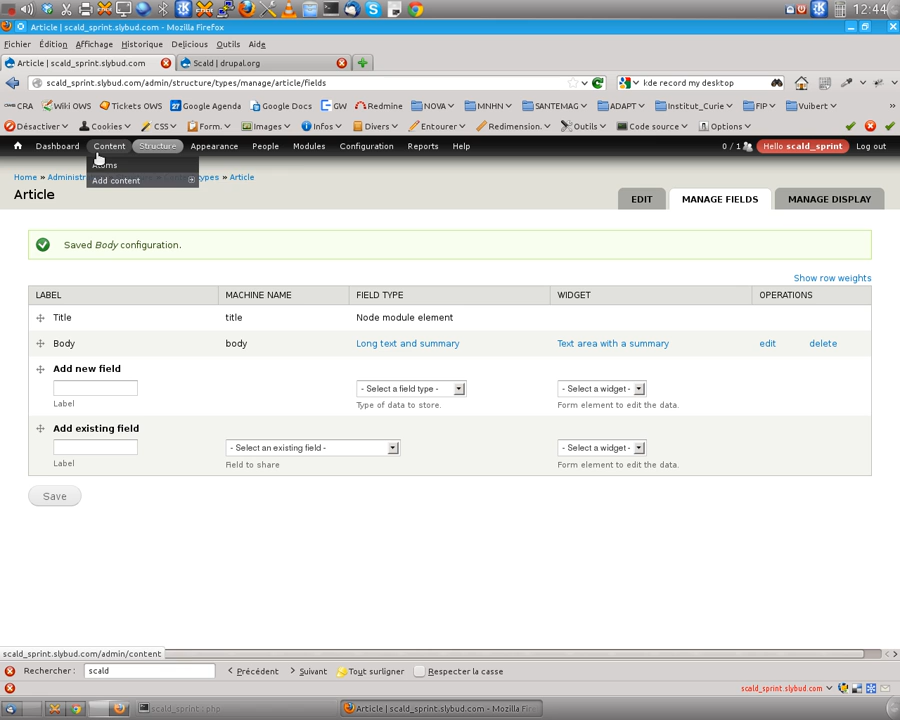 12:44
Article | scald_sprint.slybud.com - Mozilla Firefox
Fichier Édition Affichage Historique Delicious Outils Aide
Article | scald_sprint.slybud.com Scald | drupal.org
scald_sprint.slybud.com/admin/structure/types/manage/article/fields kde record my desktop
CRA Wiki OWS Tickets OWS Google Agenda Google Docs GW Redmine NOVA MNHN SANTEMAG ADAPT Institut_Curie FIP Vuibert
Désactiver Cookies CSS Form. Images Infos Divers Entourer Redimension. Outils Code source Options
Dashboard Content Structure Appearance People Modules Configuration Reports Help 0 / 1 Hello scald_sprint Log out
Atoms
Add content
Home » Administ types » Article
Article
EDIT MANAGE FIELDS MANAGE DISPLAY
Saved Body configuration.
Show row weights
LABEL MACHINE NAME FIELD TYPE WIDGET OPERATIONS
Title title Node module element
Body body Long text and summary Text area with a summary edit delete
Add new field
- Select a field type - - Select a widget -
Label Type of data to store. Form element to edit the data.
Add existing field
- Select an existing field - - Select a widget -
Label Field to share Form element to edit the data.
Save
scald_sprint.slybud.com/admin/content
Rechercher : scald Précédent Suivant Tout surligner Respecter la casse
scald_sprint.slybud.com
scald_sprint : php Article | scald_sprint.slybud.com - Mozilla Fire